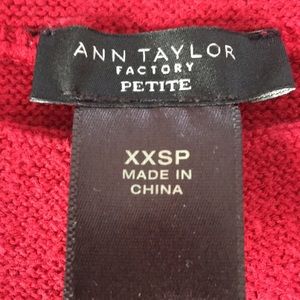 ANN TAYLOR
FACTORY
PETITE
XXSP
MADE IN
CHINA